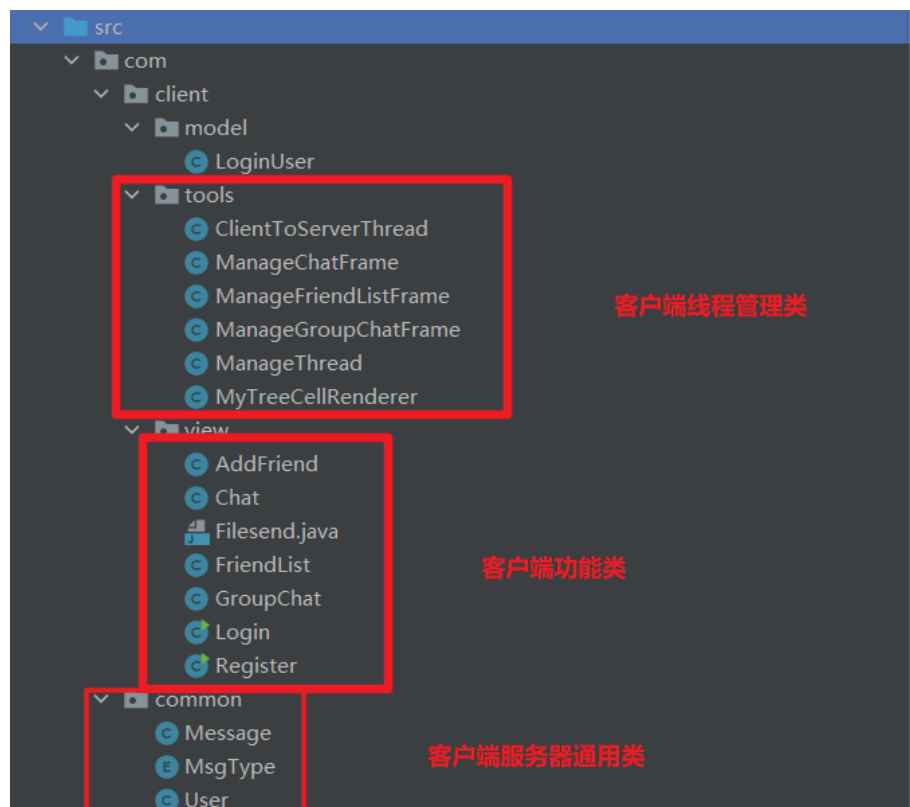 src
com
client
model
LoginUser
tools
ClientToServerThread
ManageChatFrame
ManageFriendListFrame
客户端线程管理类
ManageGroupChatFrame
ManageThread
MyTreeCellRenderer
view
AddFriend
Chat
Filesend.java
FriendList
客户端功能类
GroupChat
Login
Register
common
Message
客户端服务器通用类
MsgType
User